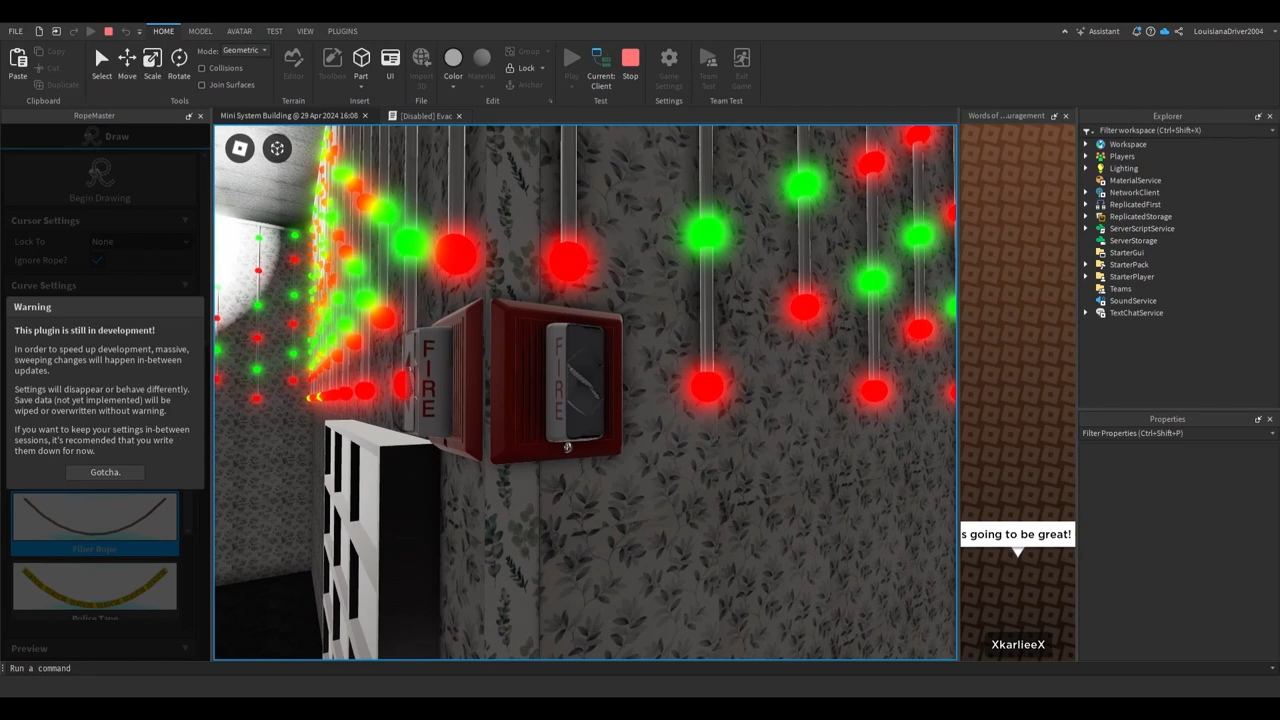 FILE
HOME
MODEL
AVATAR
TEST
VIEW
PLUGINS
Assistant
LouisianaDriver2004
Paste
Copy
Cut
Duplicate
Clipboard
Select
Move
Scale
Rotate
Mode: Geometric
Collisions
Join Surfaces
Tools
Editor
Terrain
Toolbox
Part
UI
Insert
Import 3D
File
Color
Material
Group
Lock
Anchor
Edit
Play
Current: Client
Stop
Test
Game Settings
Settings
Team Test
Exit Game
Team Test
RopeMaster
Draw
Begin Drawing
Cursor Settings
Lock To
None
Ignore Rope?
Curve Settings
Warning
This plugin is still in development!
In order to speed up development, massive,
sweeping changes will happen in-between
updates.
Settings will disappear or behave differently.
Save data (not yet implemented) will be
wiped or overwritten without warning.
If you want to keep your settings in-between
sessions, it's recomended that you write
them down for now.
Gotcha.
Fiber Rope
Police Tape
Preview
Run a command
Mini System Building @ 29 Apr 2024 16:08
[Disabled] Evac
FIRE
FIRE
Words of ...uragement
s going to be great!
XkarlieeX
Explorer
Filter workspace (Ctrl+Shift+X)
Workspace
Players
Lighting
MaterialService
NetworkClient
ReplicatedFirst
ReplicatedStorage
ServerScriptService
ServerStorage
StarterGui
StarterPack
StarterPlayer
Teams
SoundService
TextChatService
Properties
Filter Properties (Ctrl+Shift+P)